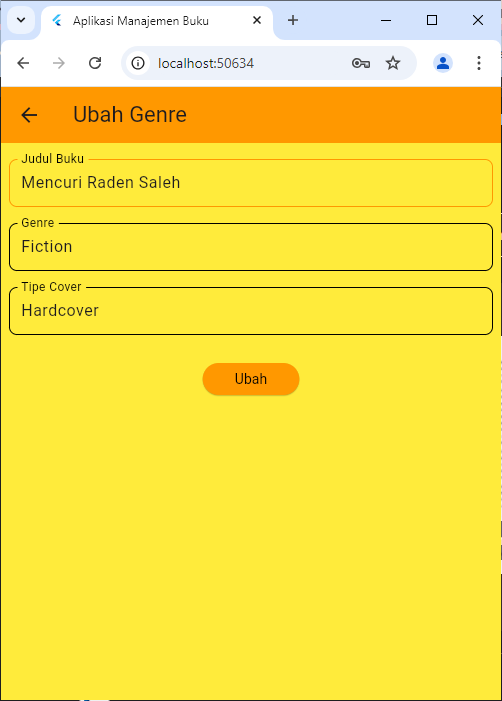 Aplikasi Manajemen Buku
localhost:50634
Ubah Genre
Judul Buku
Mencuri Raden Saleh
Genre
Fiction
Tipe Cover
Hardcover
Ubah